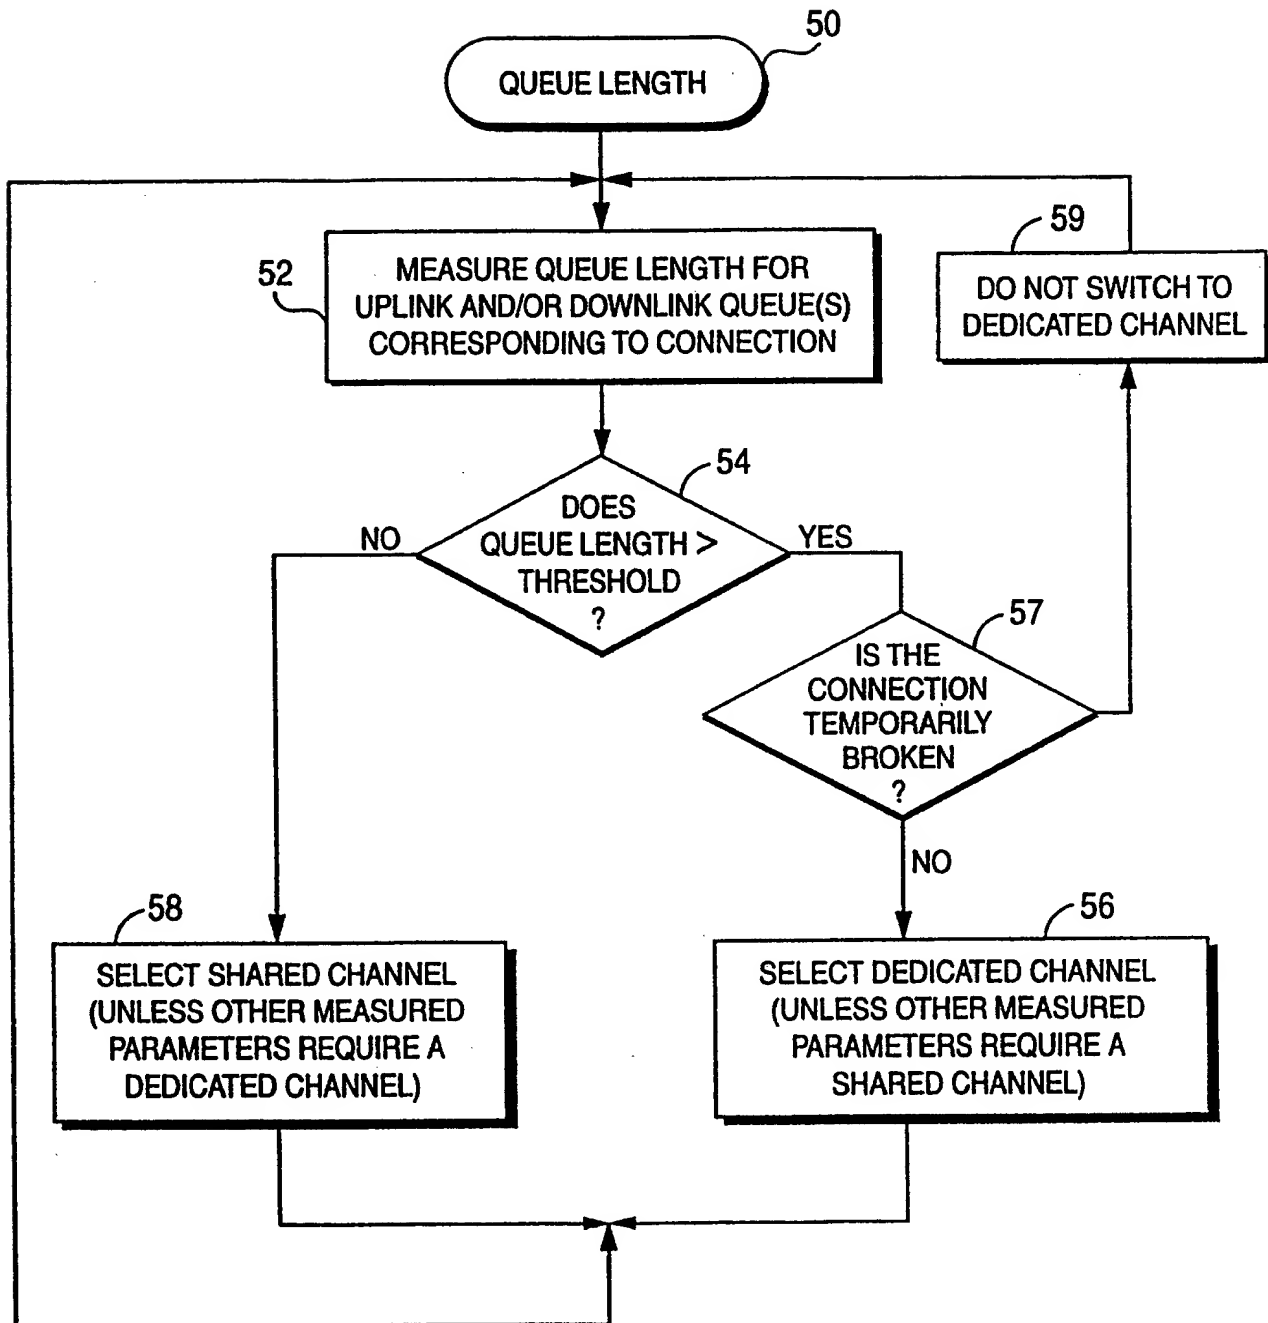 50
QUEUE LENGTH
59
52
MEASURE QUEUE LENGTH FOR
UPLINK AND/OR DOWNLINK QUEUE(S)
CORRESPONDING TO CONNECTION
DO NOT SWITCH TO
DEDICATED CHANNEL
54
NO
DOES
QUEUE LENGTH >
THRESHOLD
?
YES
57
IS THE
CONNECTION
TEMPORARILY
BROKEN
?
NO
58
SELECT SHARED CHANNEL
(UNLESS OTHER MEASURED
PARAMETERS REQUIRE A
DEDICATED CHANNEL)
56
SELECT DEDICATED CHANNEL
(UNLESS OTHER MEASURED
PARAMETERS REQUIRE A
SHARED CHANNEL)